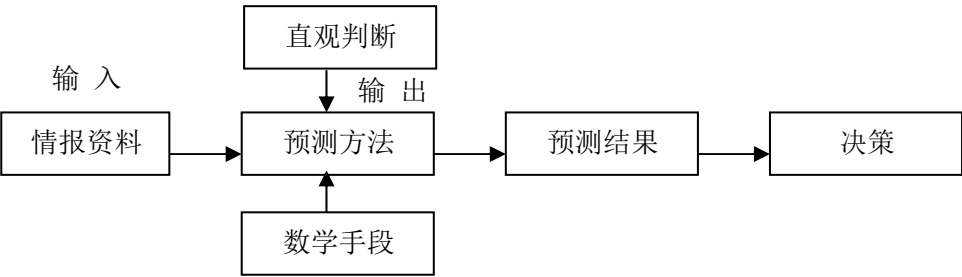 直观判断
输 入
输 出
情报资料
预测方法
预测结果
决策
数学手段